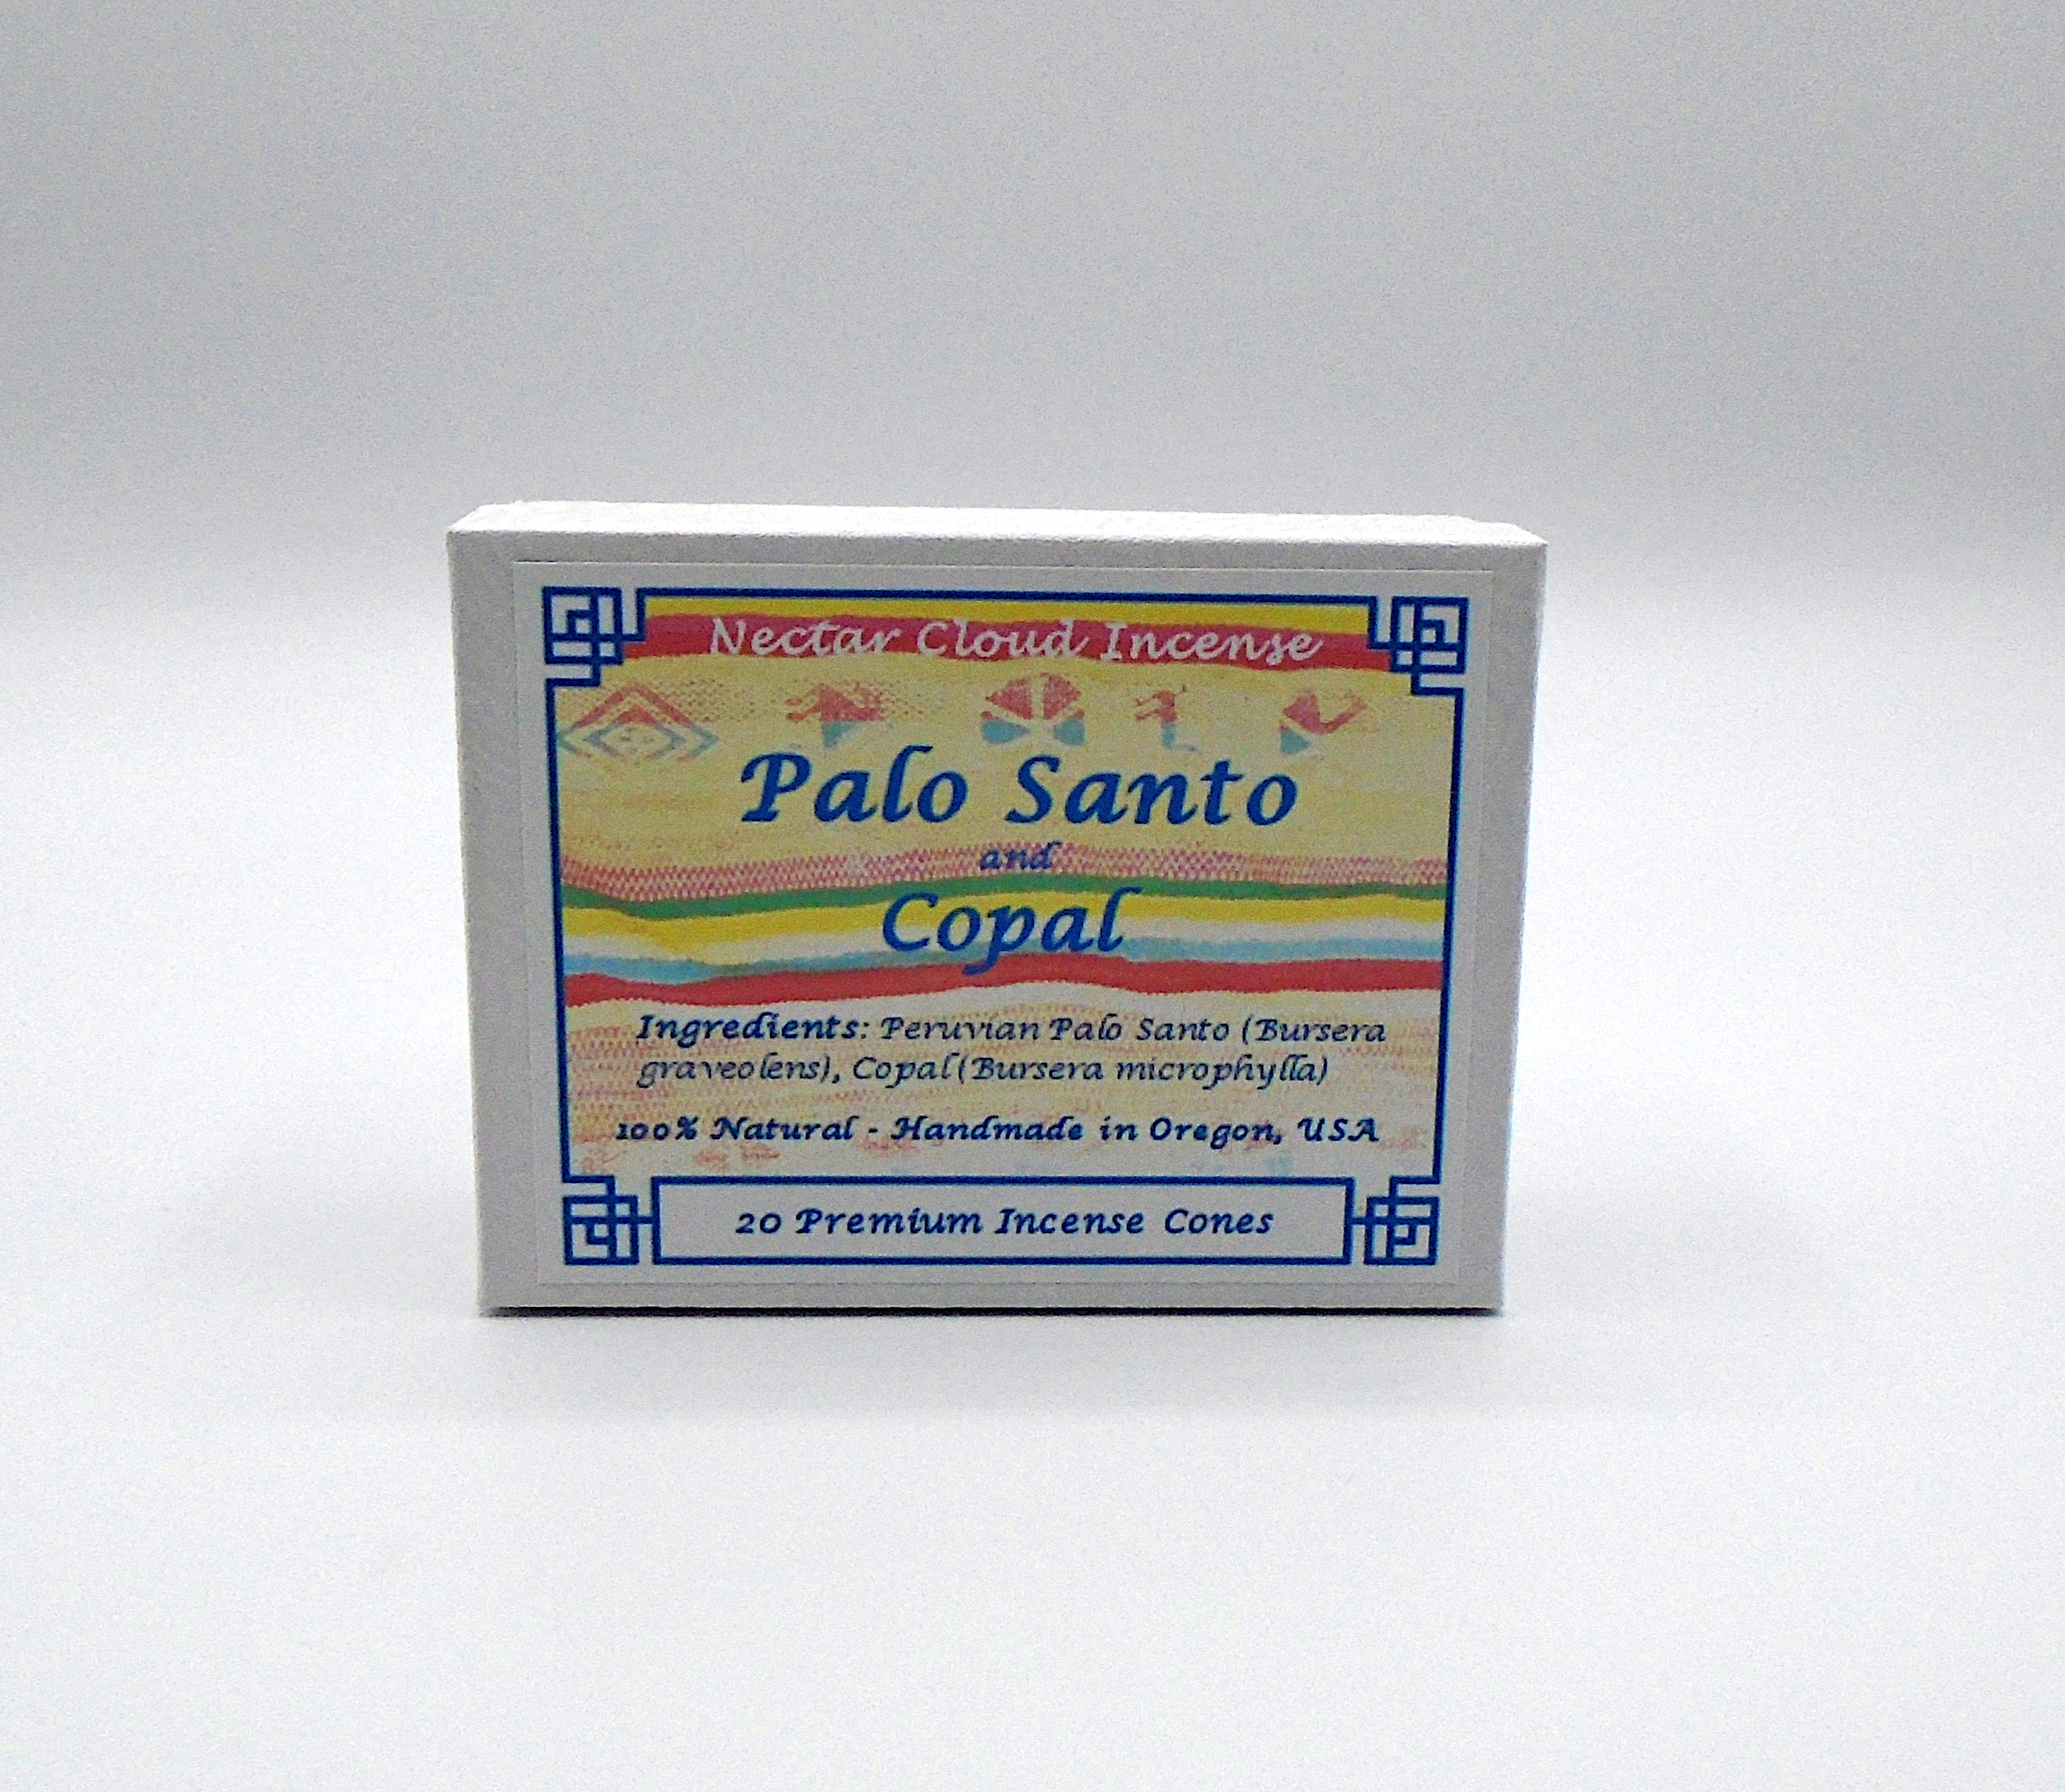 Nectar Cloud Incense
Palo Santo
and
Copal
Ingredients: Peruvian Palo Santo (Bursera
graveolens), Copal (Bursera microphylla)
100% Natural - Handmade in Oregon, USA
20 Premium Incense Cones